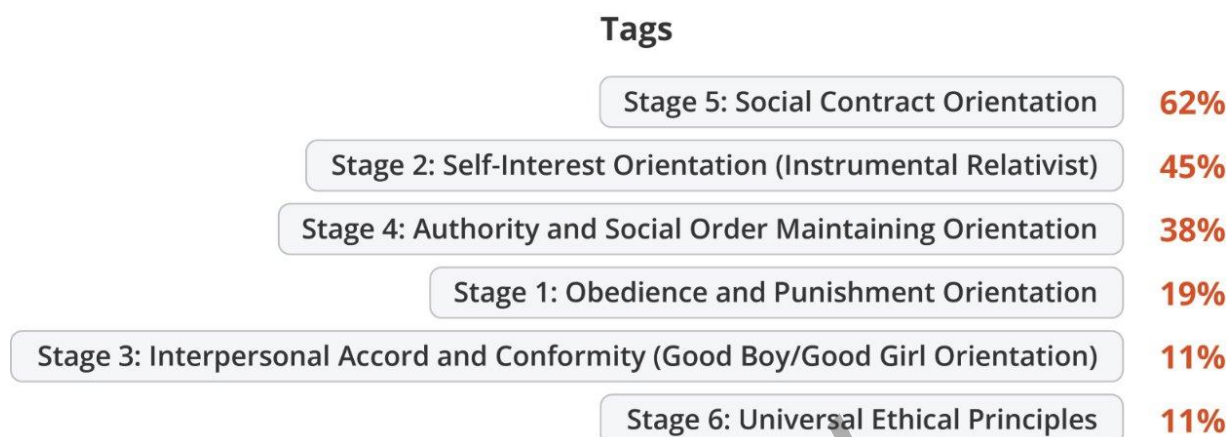 Tags
Stage 5: Social Contract Orientation 62%
Stage 2: Self-Interest Orientation (Instrumental Relativist) 45%
Stage 4: Authority and Social Order Maintaining Orientation 38%
Stage 1: Obedience and Punishment Orientation 19%
Stage 3: Interpersonal Accord and Conformity (Good Boy/Good Girl Orientation) 11%
Stage 6: Universal Ethical Principles 11%